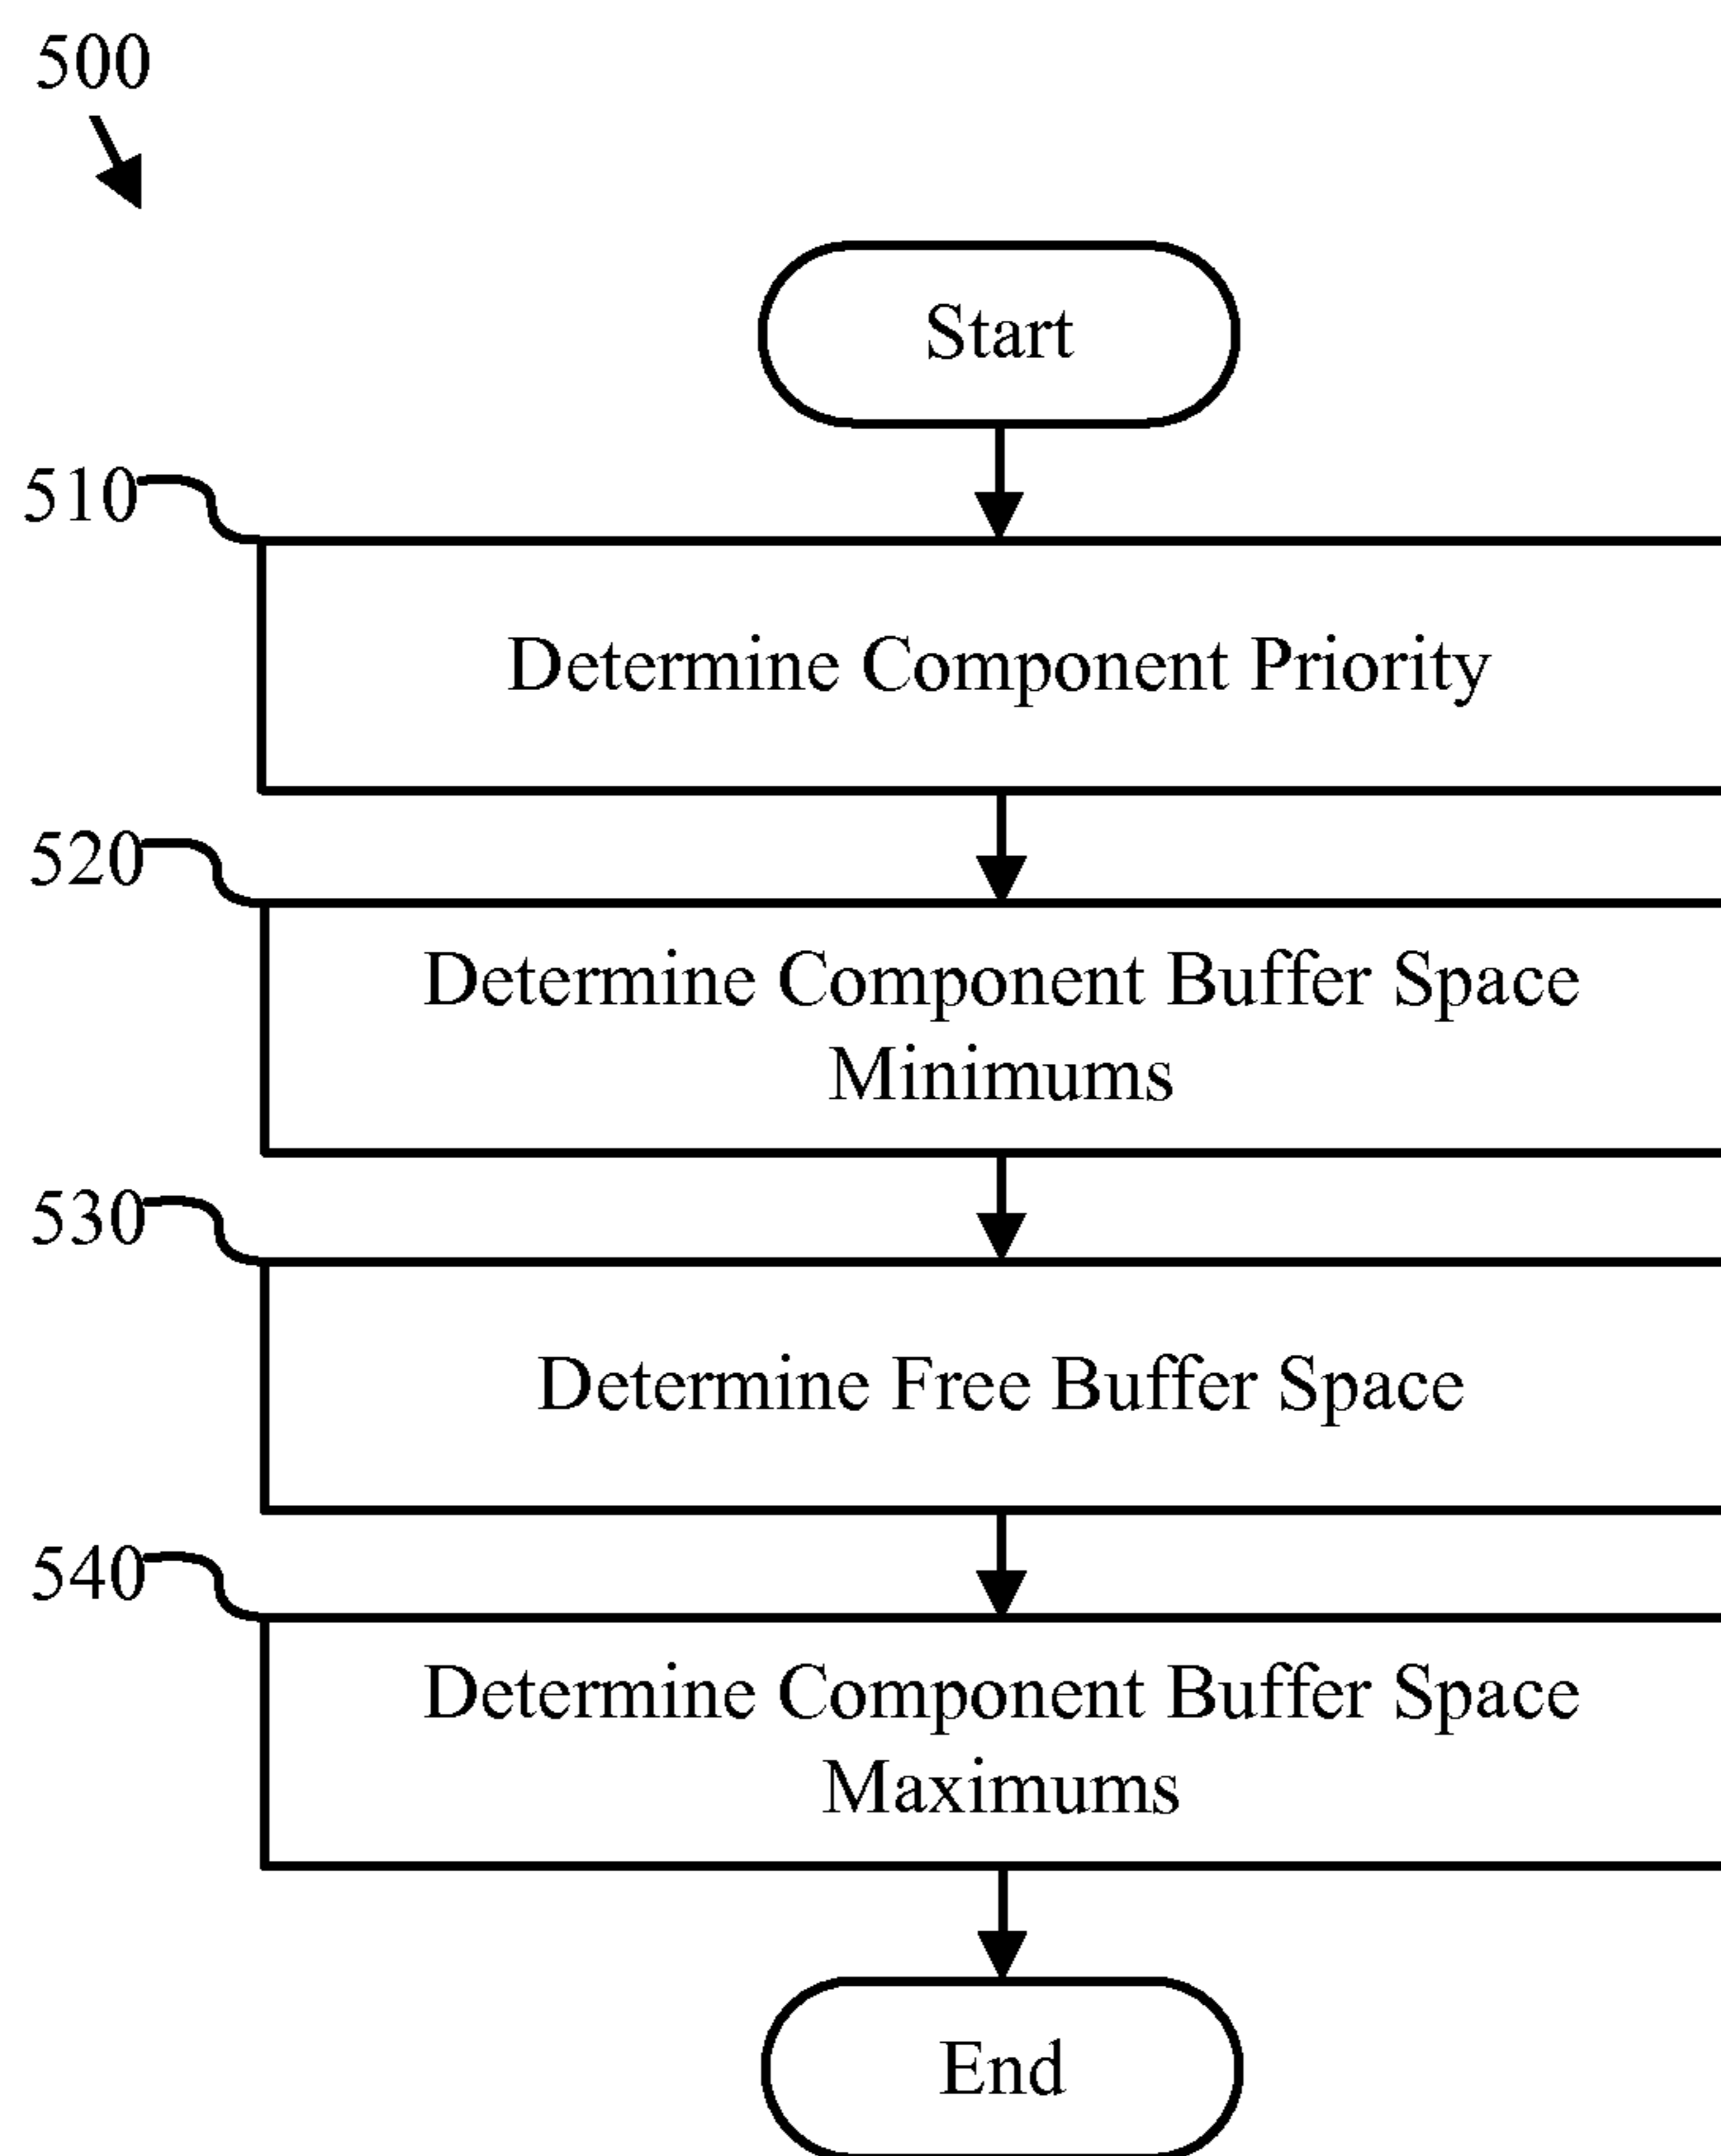 500
Start
510
Determine Component Priority
520
Determine Component Buffer Space
Minimums
530
Determine Free Buffer Space
540
Determine Component Buffer Space
Maximums
End